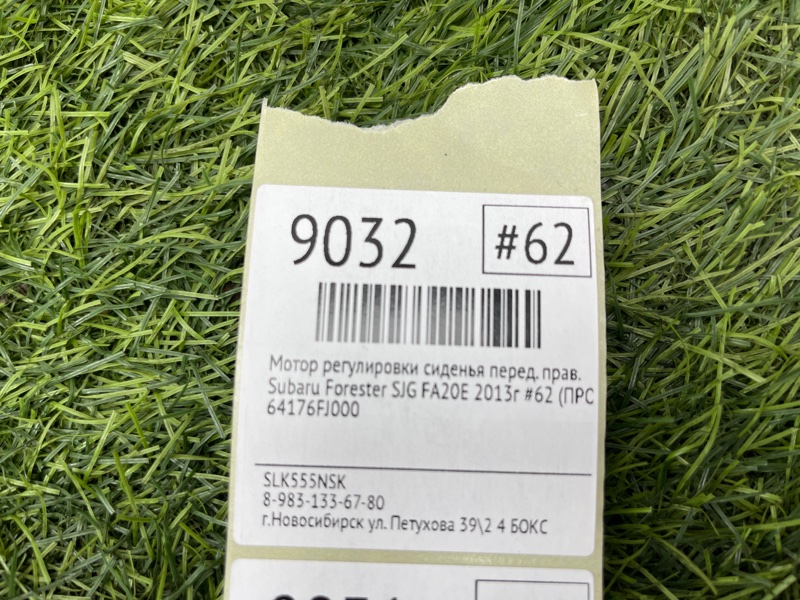 9032
#62
Мотор регулировки сиденья перед. прав.
Subaru Forester SJG FA20E 2013г #62 (ПРС
64176FJ000
SLK555NSK
8-983-133-67-80
г.Новосибирск ул. Петухова 39\2 4 БОКС